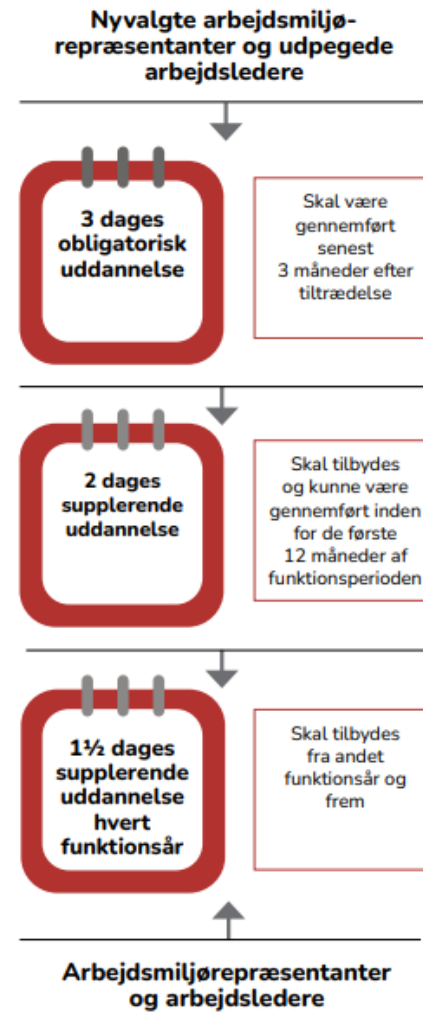 Nyvalgte arbejdsmiljø-
repræsentanter og udpegede
arbejdsledere
3 dages
obligatorisk
uddannelse
Skal være
gennemført
senest
3 måneder efter
tiltrædelse
2 dages
supplerende
uddannelse
Skal tilbydes
og kunne være
gennemført inden
for de første
12 måneder af
funktionsperioden
1½ dages
supplerende
uddannelse
hvert
funktionsår
Skal tilbydes
fra andet
funktionsår og
frem
Arbejdsmiljørepræsentanter
og arbejdsledere